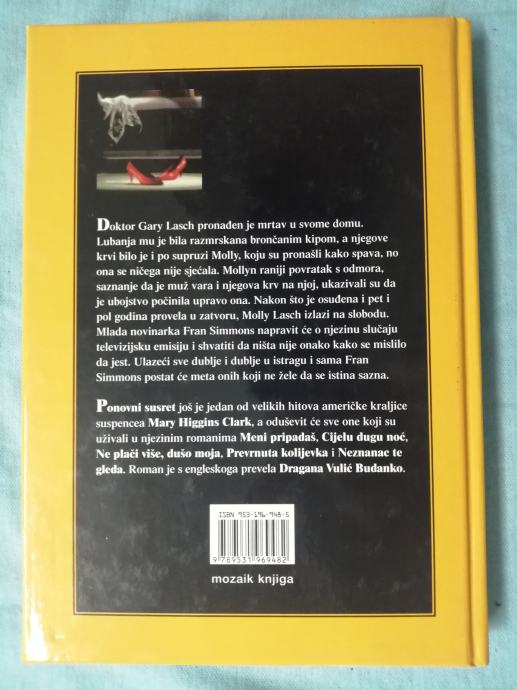 Doktor Gary Lasch pronađen je mrtav u svome domu.
Lubanja mu je bila razmrskana brončanim kipom, a njegove
krvi bilo je i po supruzi Molly, koju su pronašli kako spava, no
ona se ničega nije sjećala. Mollyn raniji povratak s odmora,
saznanje da je muž vara i njegova krv na njoj, ukazivali su da
je ubojstvo počinila upravo ona. Nakon što je osuđena i pet i
pol godina provela u zatvoru, Molly Lasch izlazi na slobodu.
Mlada novinarka Fran Simmons napravit će o njezinu slučaju
televizijsku emisiju i shvatiti da ništa nije onako kako se mislilo
da jest. Ulazeći sve dublje i dublje u istragu i sama Fran
Simmons postat će meta onih koji ne žele da se istina sazna.
Ponovni susret još je jedan od velikih hitova američke kraljice
suspencea Mary Higgins Clark, a oduševit će sve one koji su
uživali u njezinim romanima Meni pripadaš, Cijelu dugu noć,
Ne plači više, dušo moja, Prevrnuta kolijevka i Neznanac te
gleda. Roman je s engleskoga prevela Dragana Vulić Budanko.
ISBN 953-196-948-5
9 789531 969482
mozaik knjiga